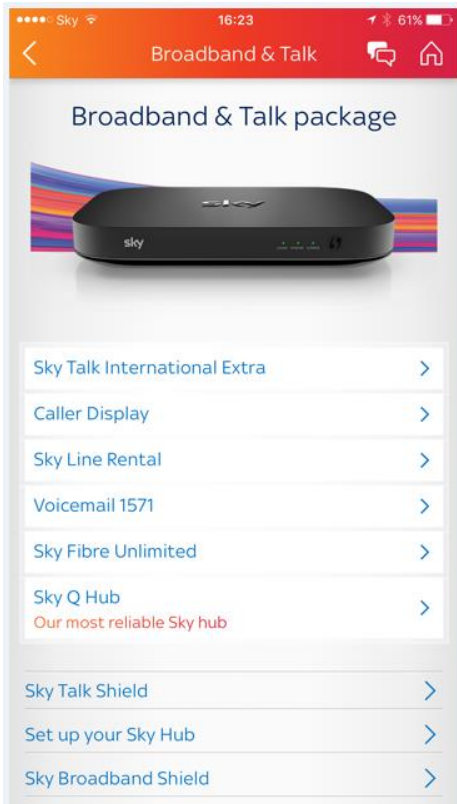 Sky 16:23 61%
Broadband & Talk
Broadband & Talk package
sky
sky
Sky Talk International Extra
Caller Display
Sky Line Rental
Voicemail 1571
Sky Fibre Unlimited
Sky Q Hub
Our most reliable Sky hub
Sky Talk Shield
Set up your Sky Hub
Sky Broadband Shield